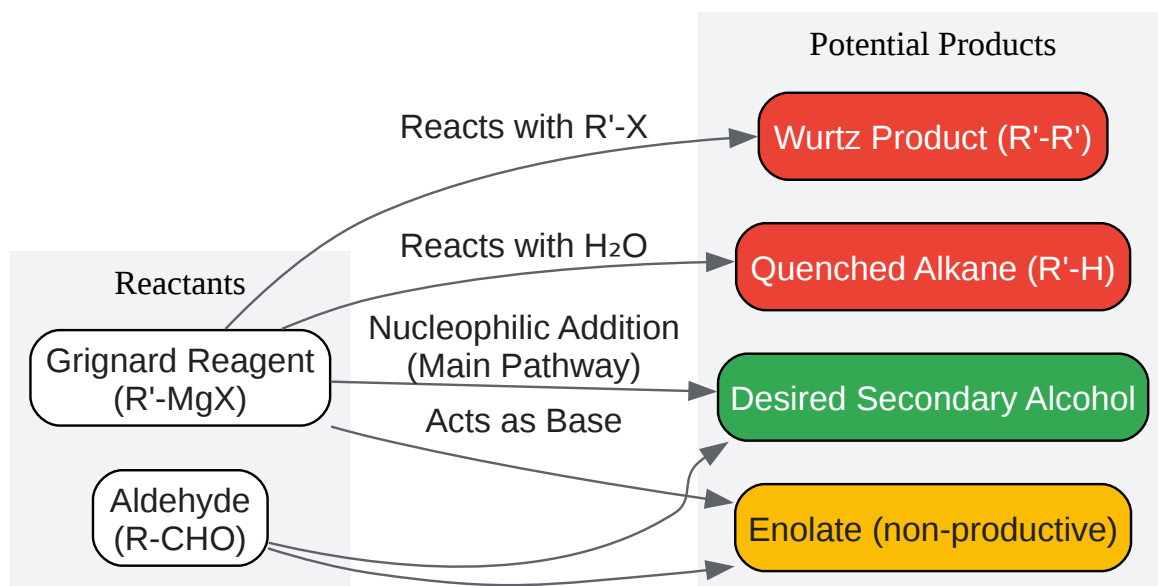 Potential Products
Reacts with R'-X
Wurtz Product (R'-R')
Reacts with H₂O
Quenched Alkane (R'-H)
Reactants
Grignard Reagent
(R'-MgX)
Nucleophilic Addition
(Main Pathway)
Desired Secondary Alcohol
Acts as Base
Aldehyde
(R-CHO)
Enolate (non-productive)